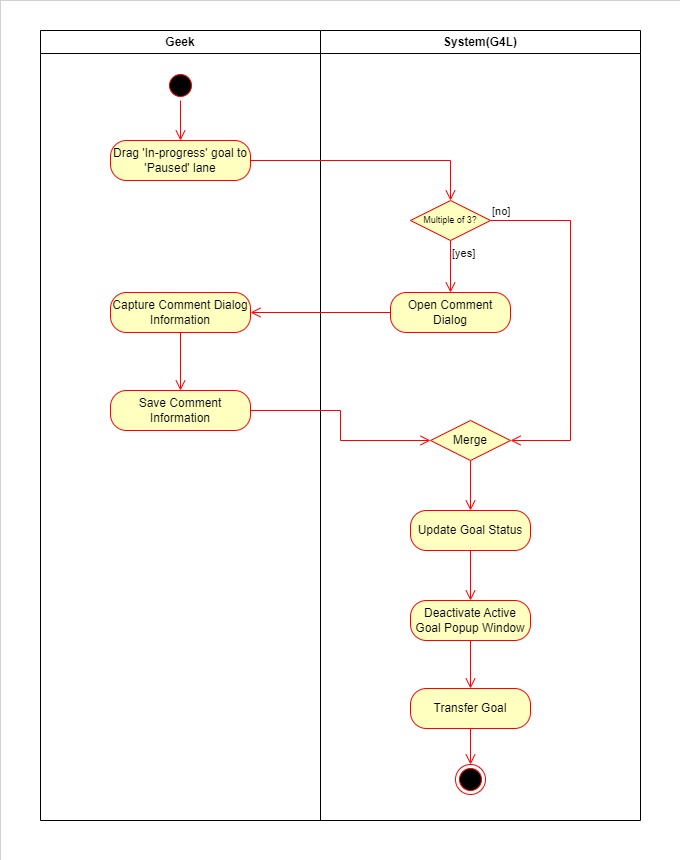 Geek
System(G4L)
Drag 'In-progress' goal to
'Paused' lane
Multiple of 3?
[no]
[yes]
Capture Comment Dialog
Information
Open Comment
Dialog
Save Comment
Information
Merge
Update Goal Status
Deactivate Active
Goal Popup Window
Transfer Goal